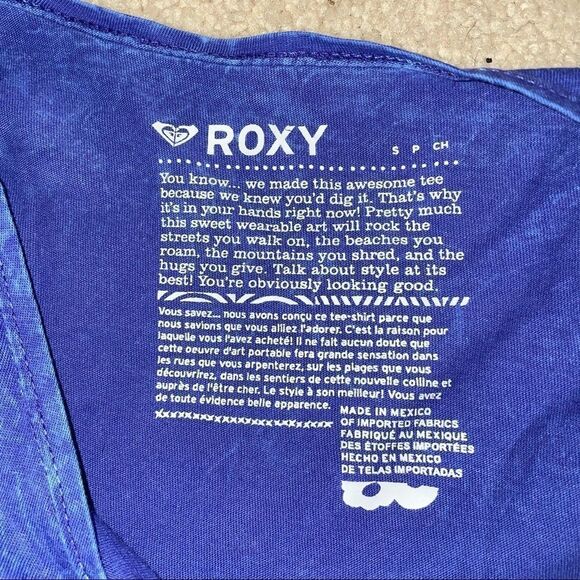 ROXY S P CH
You know... we made this awesome tee
because we knew you'd dig it. That's why
it's in your hands right now! Pretty much
this sweet wearable art will rock the
streets you walk on, the beaches you
roam, the mountains you shred, and the
hugs you give. Talk about style at its
best! You're obviously looking good.
Vous savez... nous avons conçu ce tee-shirt parce que
nous savions que vous alliez l'adorer. C'est la raison pour
laquelle vous l'avez acheté! Il ne fait aucun doute que
cette oeuvre d'art portable fera grande sensation dans
les rues que vous arpenterez, sur les plages que vous
découvrirez, dans les sentiers de cette nouvelle colline et
auprès de l'être cher. Le style à son meilleur! Vous avez
de toute évidence belle apparence.
MADE IN MEXICO
OF IMPORTED FABRICS
FABRIQUÉ AU MEXIQUE
DES ÉTOFFES IMPORTÉES
HECHO EN MEXICO
DE TELAS IMPORTADAS